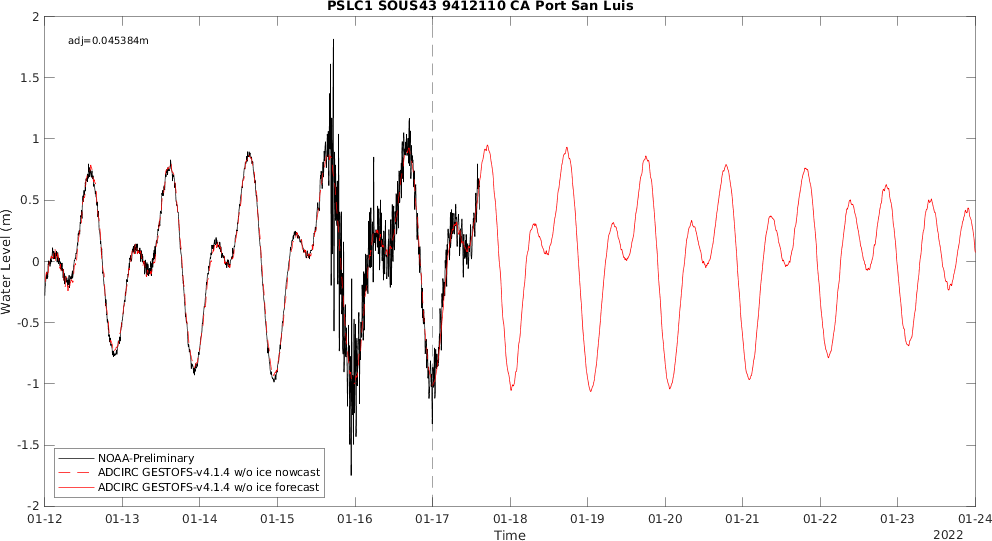 PSLC1 SOUS43 9412110 CA Port San Luis
adj=0.045384m
2
1.5
1
0.5
0
-0.5
-1
-1.5
-2
Water Level (m)
NOAA-Preliminary
ADCIRC GESTOFS-v4.1.4 w/o ice nowcast
ADCIRC GESTOFS-v4.1.4 w/o ice forecast
01-12 01-13 01-14 01-15 01-16 01-17 01-18 01-19 01-20 01-21 01-22 01-23 01-24
Time
2022